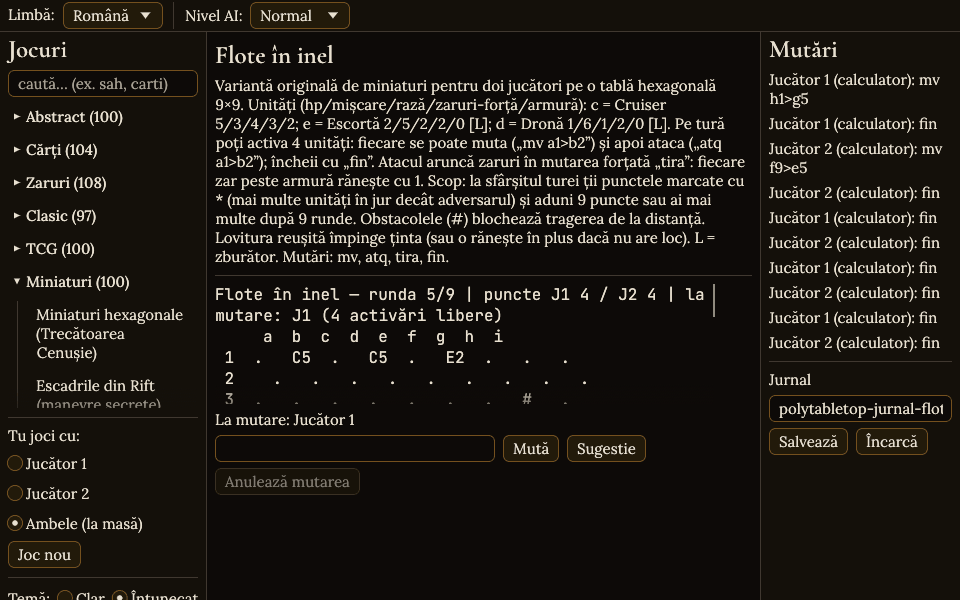 Limbă: Română ▼ Nivel AI: Normal ▼
Jocuri
caută... (ex. sah, carti)
▸ Abstract (100)
▸ Cărți (104)
▸ Zaruri (108)
▸ Clasic (97)
▸ TCG (100)
▾ Miniaturi (100)
Miniaturi hexagonale
(Trecătoarea
Cenușie)
Escadrile din Rift
(manevre secrete)
Tu joci cu:
Jucător 1
Jucător 2
Ambele (la masă)
Joc nou
Temă: Clar Întunecat
Flote în inel
Variantă originală de miniaturi pentru doi jucători pe o tablă hexagonală
9×9. Unități (hp/mișcare/rază/zaruri-forță/armură): c = Cruiser
5/3/4/3/2; e = Escortă 2/5/2/2/0 [L]; d = Dronă 1/6/1/2/0 [L]. Pe tură
poți activa 4 unități: fiecare se poate muta („mv a1>b2”) și apoi ataca („atq
a1>b2”); încheii cu „fin”. Atacul aruncă zaruri în mutarea forțată „tira”: fiecare
zar peste armură rănește cu 1. Scop: la sfârșitul turei ții punctele marcate cu
* (mai multe unități în jur decât adversarul) și aduni 9 puncte sau ai mai
multe după 9 runde. Obstacolele (#) blochează tragerea de la distanță.
Lovitura reușită împinge ținta (sau o rănește în plus dacă nu are loc). L =
zburător. Mutări: mv, atq, tira, fin.
Flote în inel — runda 5/9 | puncte J1 4 / J2 4 | la
mutare: J1 (4 activări libere)
a b c d e f g h i
1 . C5 . C5 . E2 . . .
2 . . . . . . . . .
3 . . . . . . . # .
La mutare: Jucător 1
Mută Sugestie
Anulează mutarea
Mutări
Jucător 1 (calculator): mv
h1>g5
Jucător 1 (calculator): fin
Jucător 2 (calculator): mv
f9>e5
Jucător 2 (calculator): fin
Jucător 1 (calculator): fin
Jucător 2 (calculator): fin
Jucător 1 (calculator): fin
Jucător 2 (calculator): fin
Jucător 1 (calculator): fin
Jucător 2 (calculator): fin
Jurnal
polytabletop-jurnal-flot
Salvează Încarcă